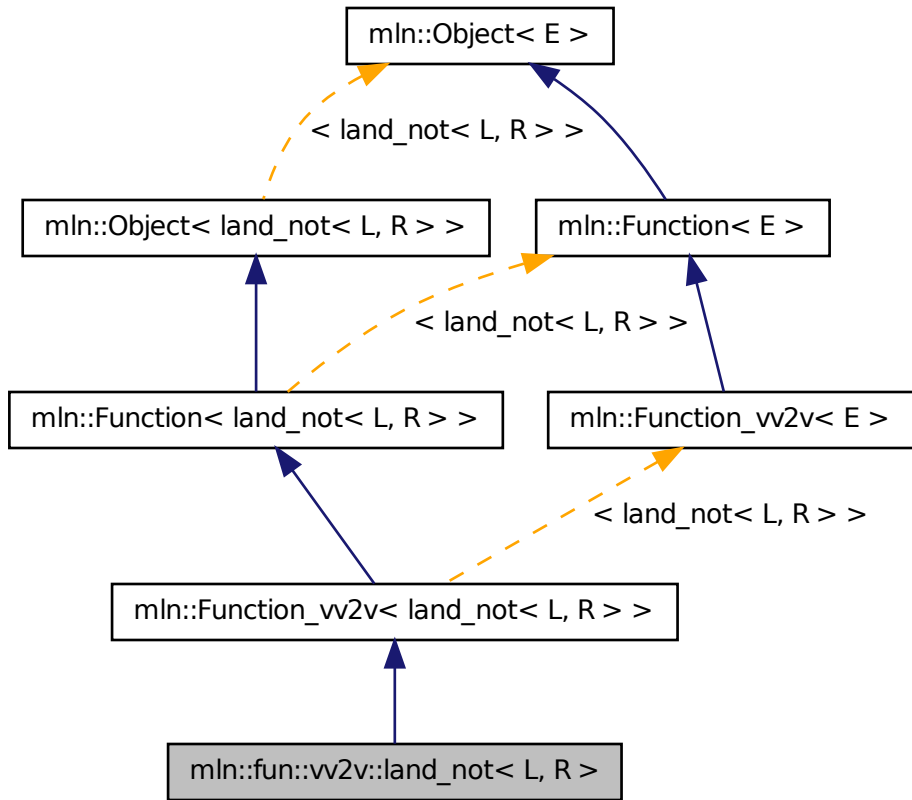 mln::Object< E >
< land_not< L, R > >
mln::Object< land_not< L, R > >
mln::Function< E >
< land_not< L, R > >
mln::Function< land_not< L, R > >
mln::Function_vv2v< E >
< land_not< L, R > >
mln::Function_vv2v< land_not< L, R > >
mln::fun::vv2v::land_not< L, R >